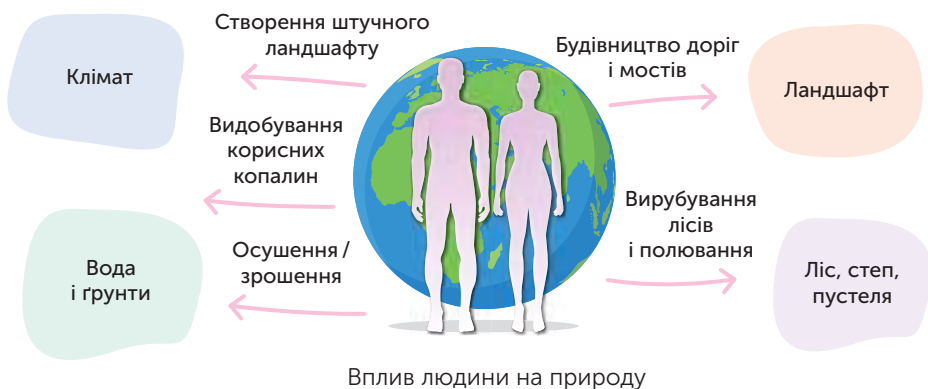 Створення штучного
ландшафту
Клімат
Видобування
корисних
копалин
Вода
і ґрунти
Осушення /
зрошення
Будівництво доріг
і мостів
Ландшафт
Вирубування
лісів
і полювання
Ліс, степ,
пустеля
Вплив людини на природу